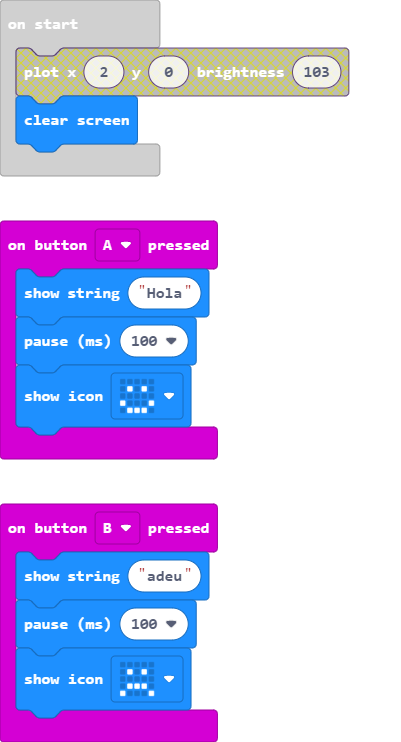 on start
plot x 2 y 0 brightness 103
clear screen
on button A pressed
show string "Hola"
pause (ms) 100
show icon
on button B pressed
show string "adeu"
pause (ms) 100
show icon